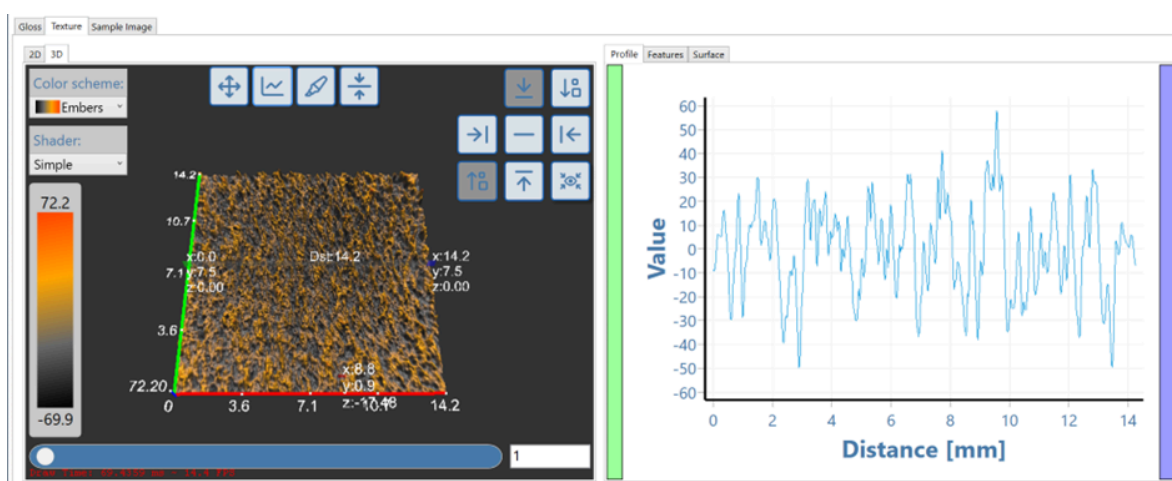 Gloss Texture Sample Image
2D 3D
Color scheme:
Embers
Shader:
Simple
72.2
-69.9
14.2
10.7
7.1
3.6
72.20
0 3.6 7.1 10.7 14.2
x:0.0
y:7.5
z:0.00
Dst:14.2
x:14.2
y:7.5
z:0.00
x:8.8
y:0.9
z:-17.48
1
Profile Features Surface
Value
60
50
40
30
20
10
0
-10
-20
-30
-40
-50
-60
0 2 4 6 8 10 12 14
Distance [mm]